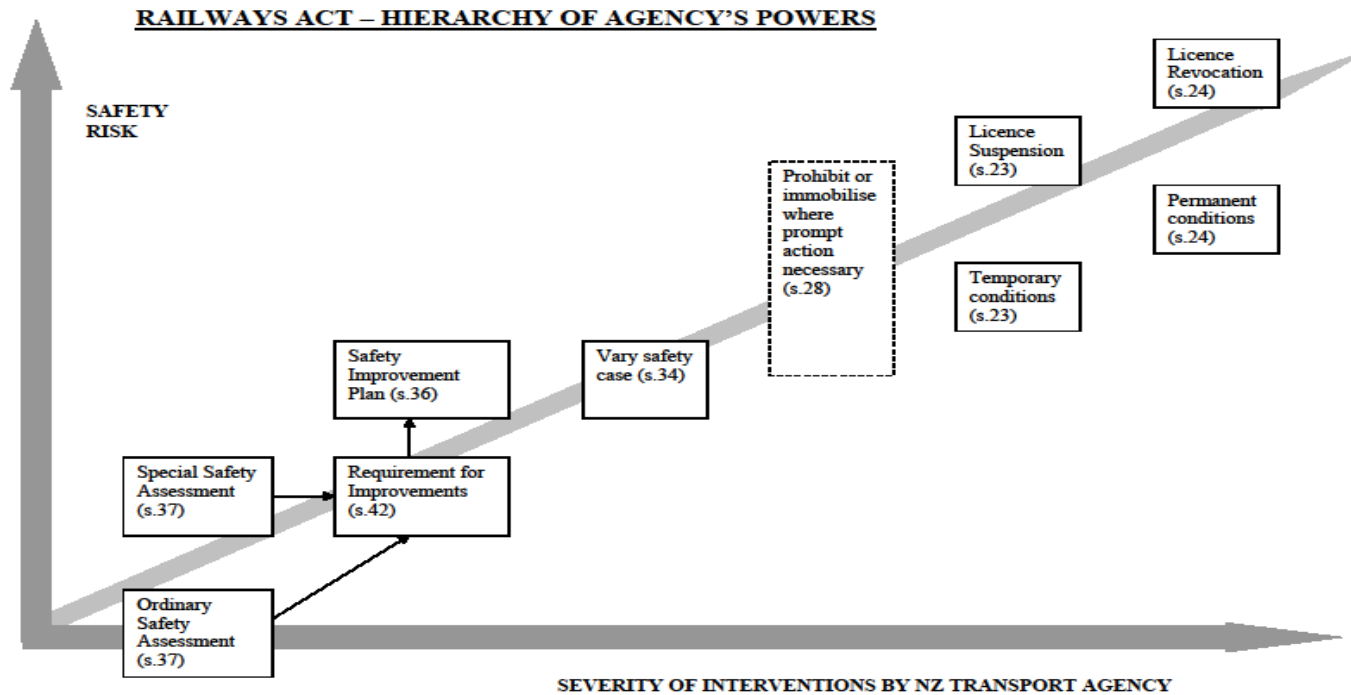 RAILWAYS ACT – HIERARCHY OF AGENCY'S POWERS
SAFETY
RISK
Licence
Revocation
(s.24)
Licence
Suspension
(s.23)
Prohibit or
immobilise
where
prompt
action
necessary
(s.28)
Permanent
conditions
(s.24)
Temporary
conditions
(s.23)
Safety
Improvement
Plan (s.36)
Vary safety
case (s.34)
Special Safety
Assessment
(s.37)
Requirement for
Improvements
(s.42)
Ordinary
Safety
Assessment
(s.37)
SEVERITY OF INTERVENTIONS BY NZ TRANSPORT AGENCY